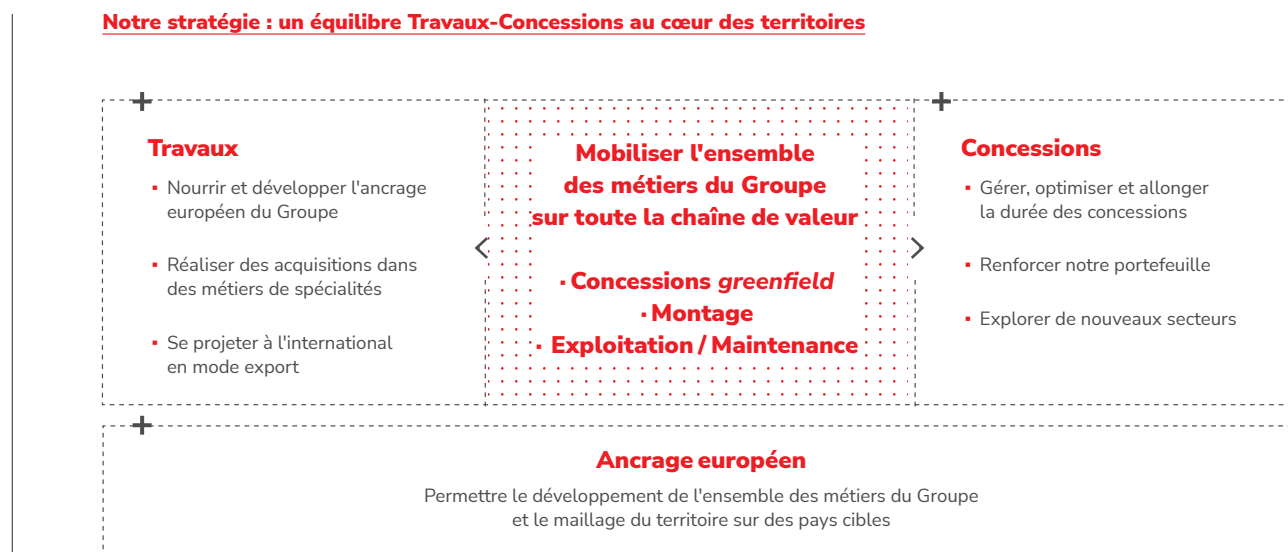 Notre stratégie : un équilibre Travaux-Concessions au cœur des territoires
Travaux
▪ Nourrir et développer l'ancrage
européen du Groupe
▪ Réaliser des acquisitions dans
des métiers de spécialités
▪ Se projeter à l'international
en mode export
Mobiliser l'ensemble
des métiers du Groupe
sur toute la chaîne de valeur
▪ Concessions greenfield
▪ Montage
▪ Exploitation / Maintenance
Concessions
▪ Gérer, optimiser et allonger
la durée des concessions
▪ Renforcer notre portefeuille
▪ Explorer de nouveaux secteurs
Ancrage européen
Permettre le développement de l'ensemble des métiers du Groupe
et le maillage du territoire sur des pays cibles